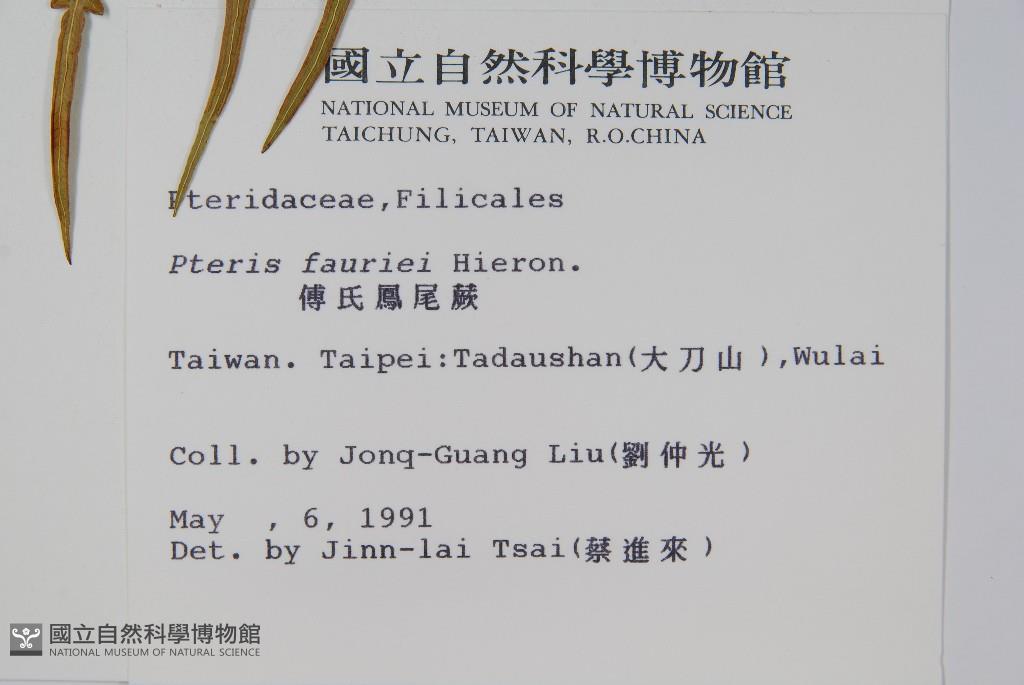 國立自然科學博物館
NATIONAL MUSEUM OF NATURAL SCIENCE
TAICHUNG, TAIWAN, R.O.CHINA
Pteridaceae,Filicales
Pteris fauriei Hieron.
傅氏鳳尾蕨
Taiwan. Taipei:Tadaushan(大刀山),Wulai
Coll. by Jonq-Guang Liu(劉仲光)
May , 6, 1991
Det. by Jinn-lai Tsai(蔡進來)
國立自然科學博物館
NATIONAL MUSEUM OF NATURAL SCIENCE